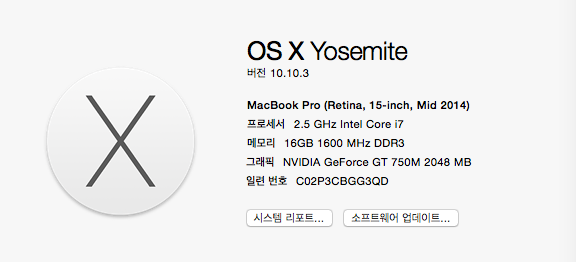 OS X Yosemite
버전 10.10.3
MacBook Pro (Retina, 15-inch, Mid 2014)
프로세서 2.5 GHz Intel Core i7
메모리 16GB 1600 MHz DDR3
그래픽 NVIDIA GeForce GT 750M 2048 MB
일련 번호 C02P3CBGG3QD
시스템 리포트... 소프트웨어 업데이트...